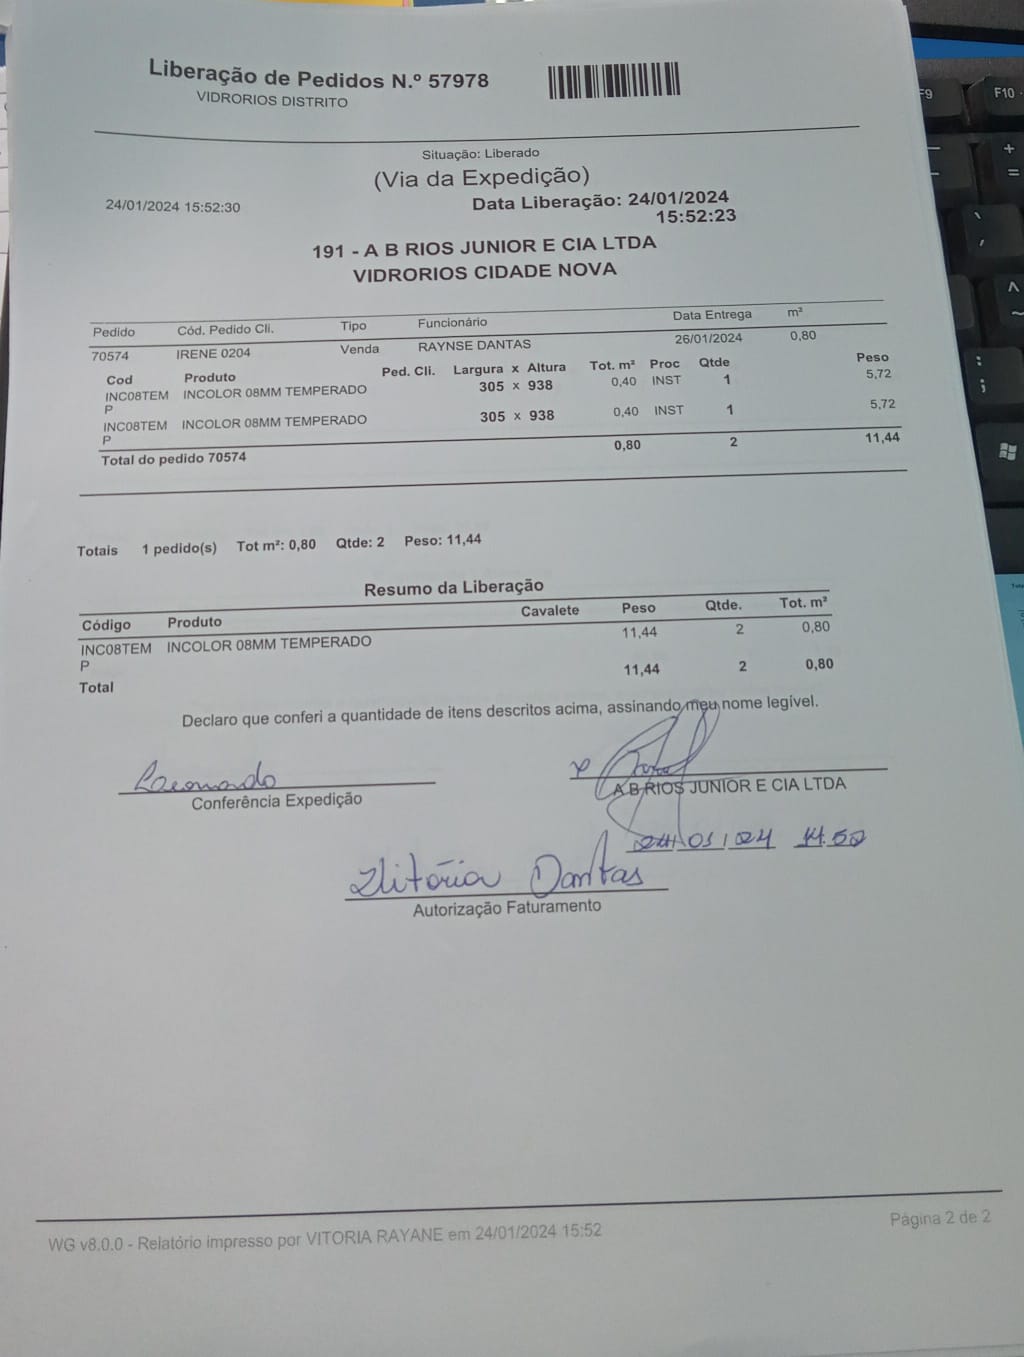 Liberação de Pedidos N.º 57978
VIDRORIOS DISTRITO
Situação: Liberado
(Via da Expedição)
24/01/2024 15:52:30
Data Liberação: 24/01/2024
15:52:23
191 - A B RIOS JUNIOR E CIA LTDA
VIDRORIOS CIDADE NOVA
Pedido Cód. Pedido Cli. Tipo Funcionário Data Entrega m²
70574 IRENE 0204 Venda RAYNSE DANTAS 26/01/2024 0,80
Cod Produto Ped. Cli. Largura x Altura Tot. m² Proc Qtde Peso
INC08TEM INCOLOR 08MM TEMPERADO 305 x 938 0,40 INST 1 5,72
P
INC08TEM INCOLOR 08MM TEMPERADO 305 x 938 0,40 INST 1 5,72
P
Total do pedido 70574 0,80 2 11,44
Totais 1 pedido(s) Tot m²: 0,80 Qtde: 2 Peso: 11,44
Resumo da Liberação
Código Produto Cavalete Peso Qtde. Tot. m²
INC08TEM INCOLOR 08MM TEMPERADO 11,44 2 0,80
P
Total 11,44 2 0,80
Declaro que conferi a quantidade de itens descritos acima, assinando meu nome legível.
Conferência Expedição
A B RIOS JUNIOR E CIA LTDA
24/01/24
Vitória Dantas
Autorização Faturamento
WG v8.0.0 - Relatório impresso por VITORIA RAYANE em 24/01/2024 15:52
Página 2 de 2
F9
F10